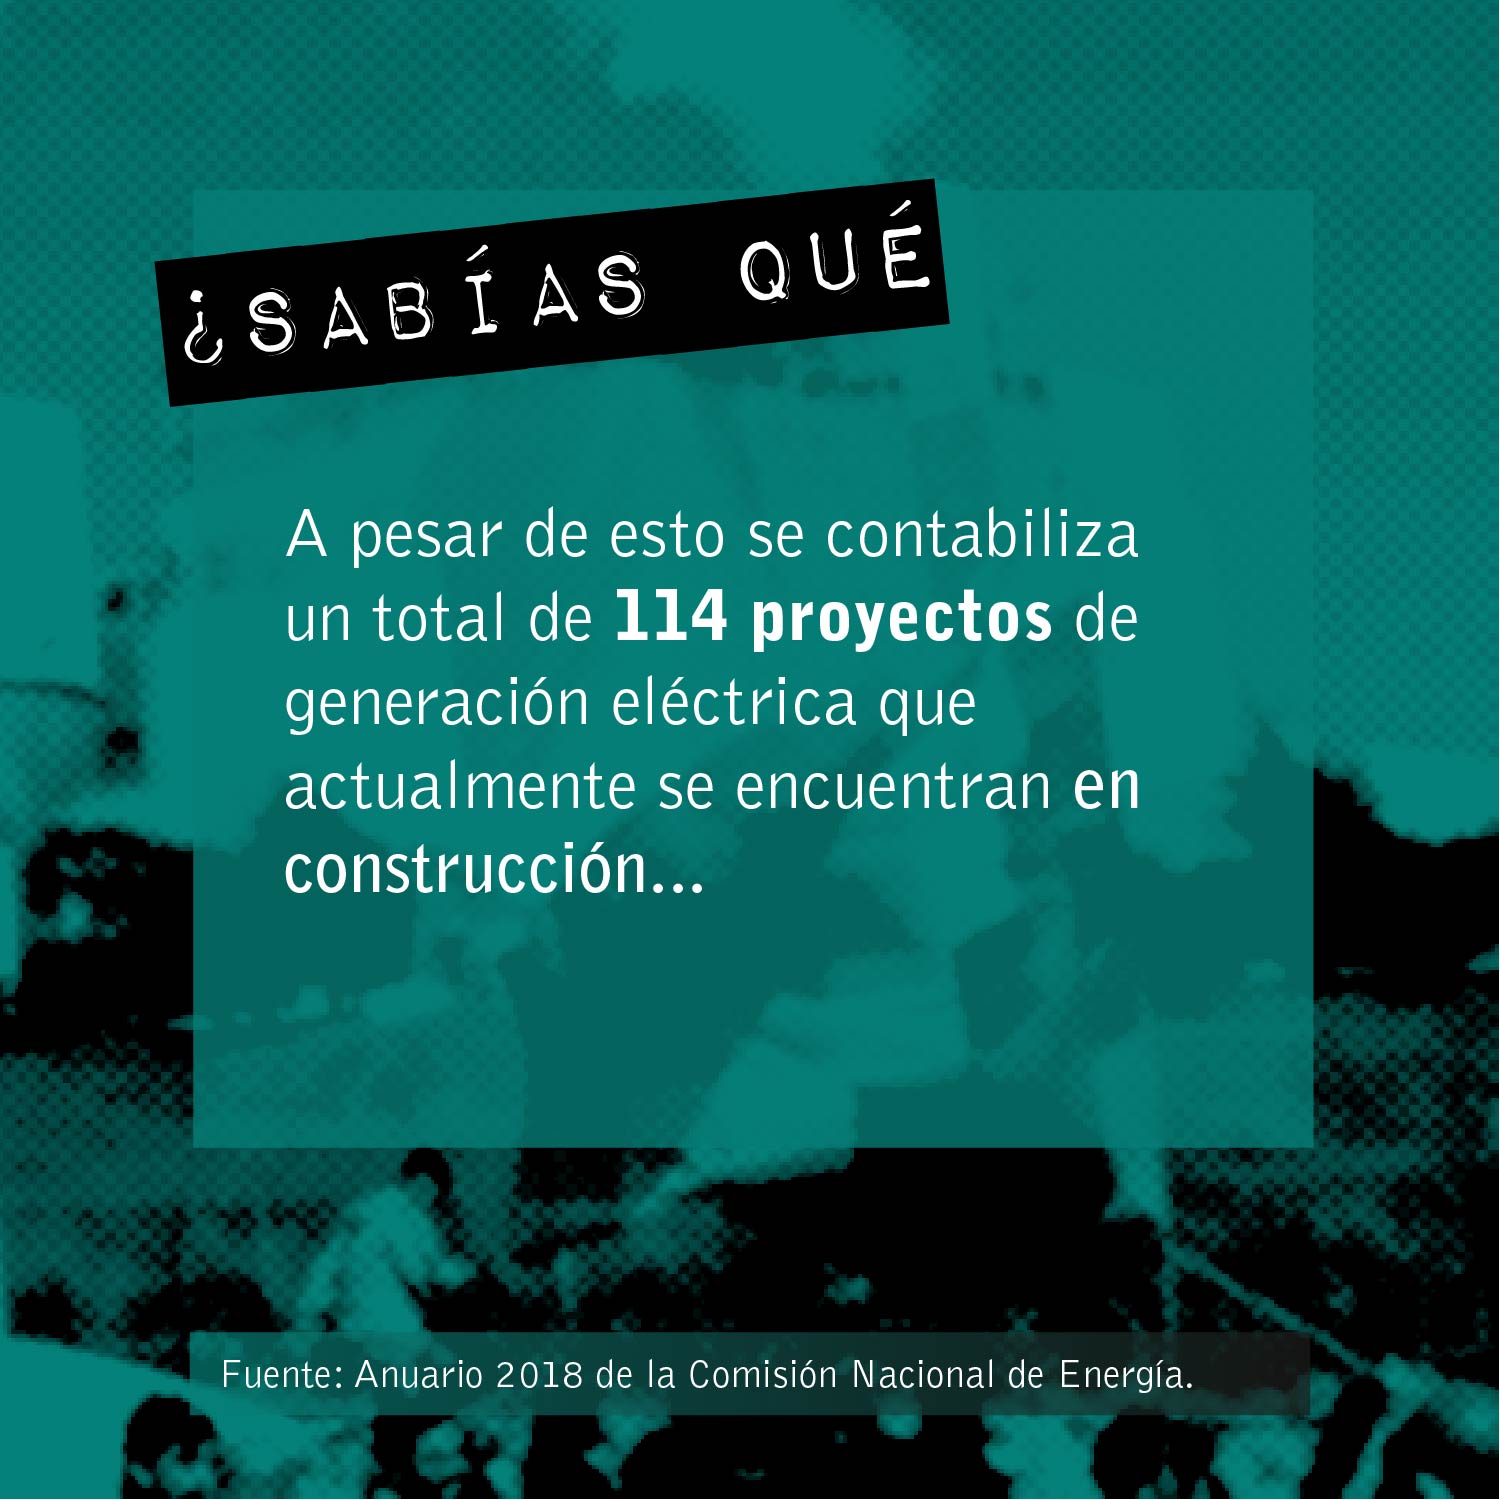 ¿SABÍAS QUÉ
A pesar de esto se contabiliza
un total de 114 proyectos de
generación eléctrica que
actualmente se encuentran en
construcción...
Fuente: Anuario 2018 de la Comisión Nacional de Energía.